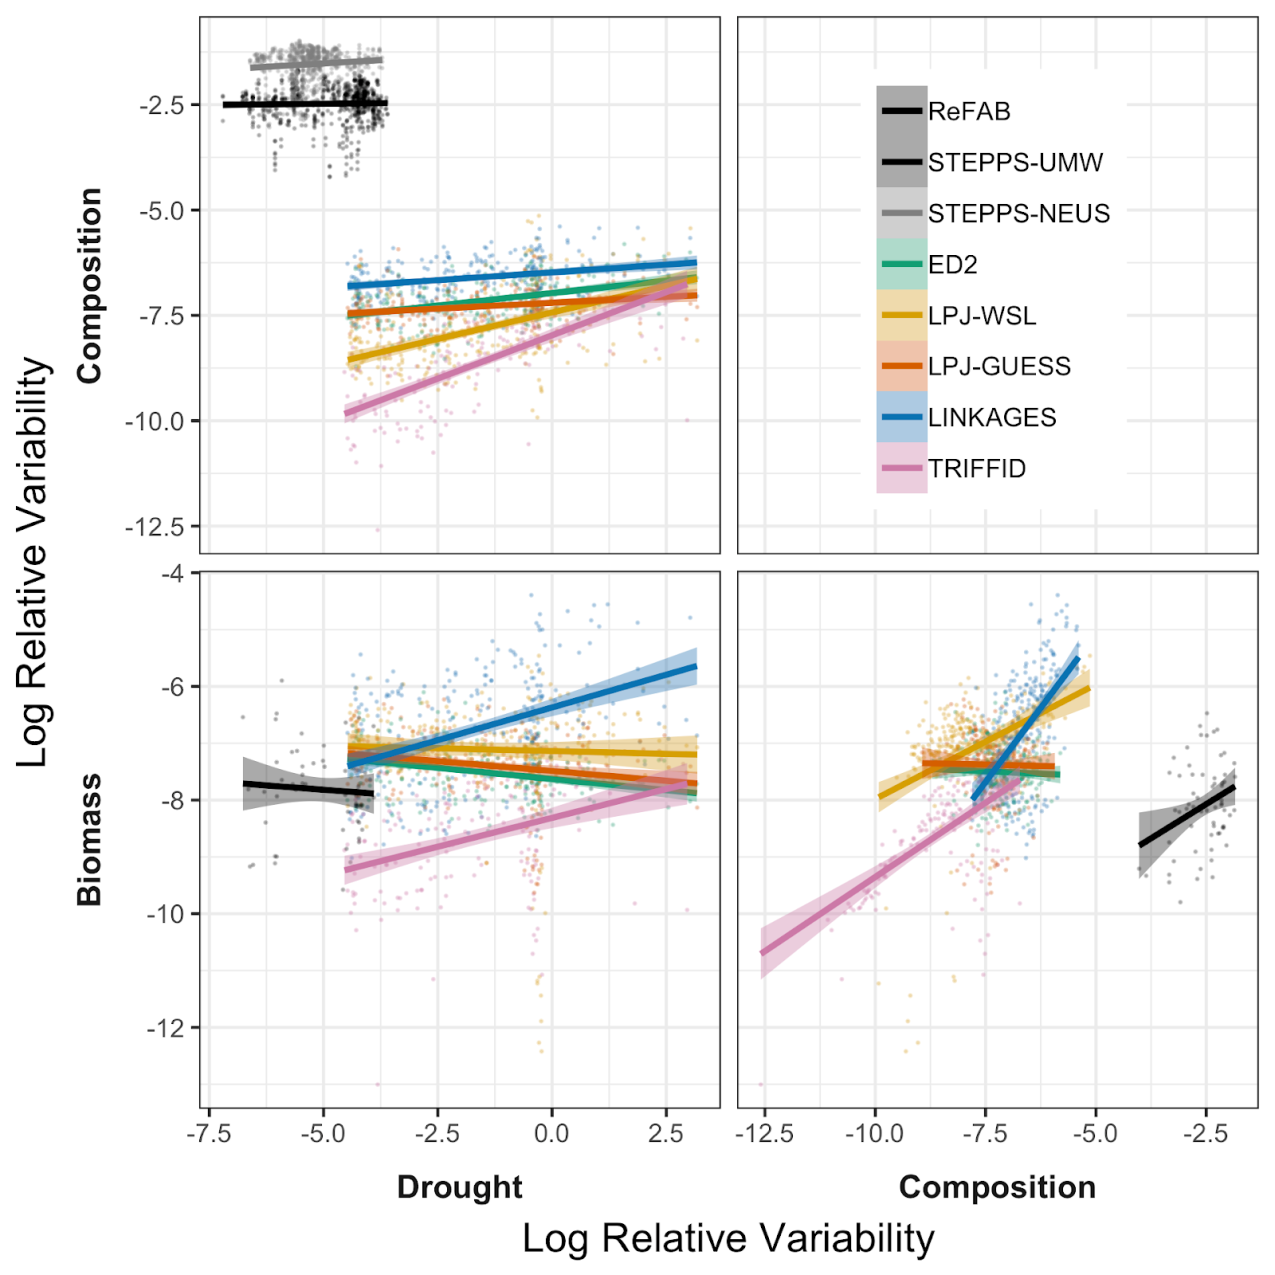 -2.5
-5.0
-7.5
-10.0
-12.5
Composition
ReFAB
STEPPS-UMW
STEPPS-NEUS
ED2
LPJ-WSL
LPJ-GUESS
LINKAGES
TRIFFID
Log Relative Variability
-4
-6
-8
-10
-12
Biomass
-7.5 -5.0 -2.5 0.0 2.5
-12.5 -10.0 -7.5 -5.0 -2.5
Drought
Composition
Log Relative Variability